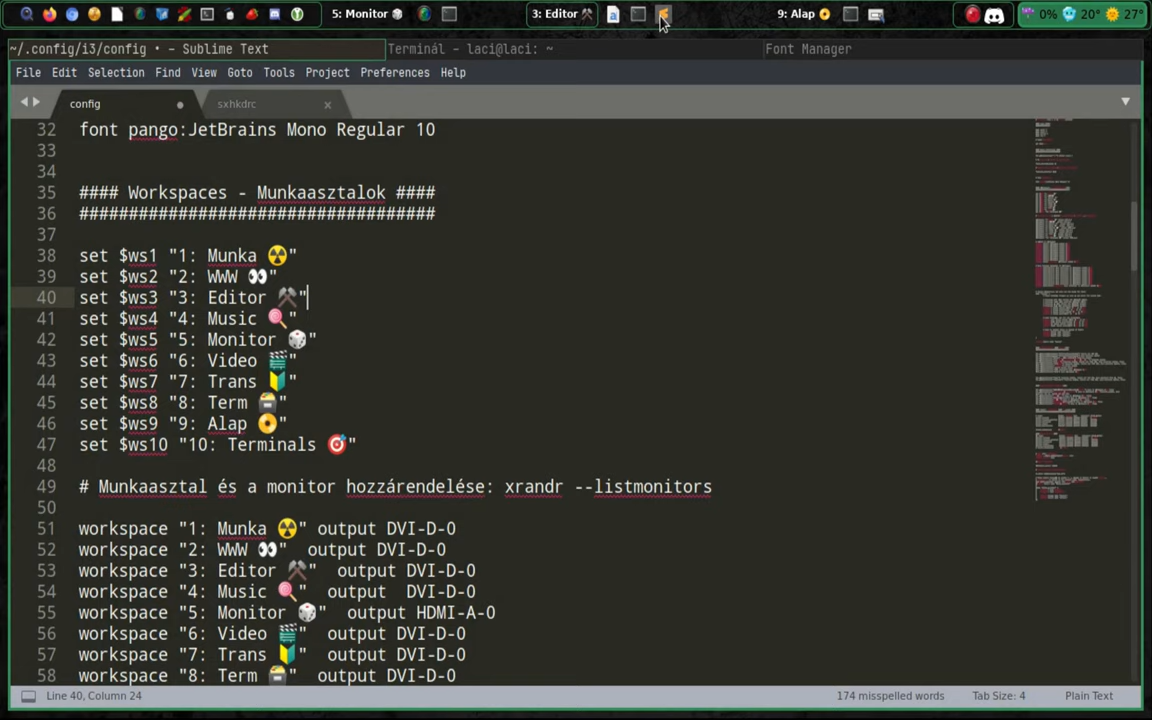 5: Monitor 🎲 3: Editor ⚒ 9: Alap 📀 0% 20° 27°
~/.config/i3/config • - Sublime Text Terminál - laci@laci: ~ Font Manager
File Edit Selection Find View Goto Tools Project Preferences Help
config sxhkdrc
32 font pango:JetBrains Mono Regular 10
33
34
35 #### Workspaces - Munkaasztalok ####
36 ####################################
37
38 set $ws1 "1: Munka ☢️"
39 set $ws2 "2: WWW 👀"
40 set $ws3 "3: Editor ⚒"
41 set $ws4 "4: Music 🍭"
42 set $ws5 "5: Monitor 🎲"
43 set $ws6 "6: Video 🎬"
44 set $ws7 "7: Trans 🔰"
45 set $ws8 "8: Term 🗃"
46 set $ws9 "9: Alap 📀"
47 set $ws10 "10: Terminals 🎯"
48
49 # Munkaasztal és a monitor hozzárendelése: xrandr --listmonitors
50
51 workspace "1: Munka ☢️" output DVI-D-0
52 workspace "2: WWW 👀" output DVI-D-0
53 workspace "3: Editor ⚒" output DVI-D-0
54 workspace "4: Music 🍭" output DVI-D-0
55 workspace "5: Monitor 🎲" output HDMI-A-0
56 workspace "6: Video 🎬" output DVI-D-0
57 workspace "7: Trans 🔰" output DVI-D-0
58 workspace "8: Term 🗃" output DVI-D-0
Line 40, Column 24 174 misspelled words Tab Size: 4 Plain Text